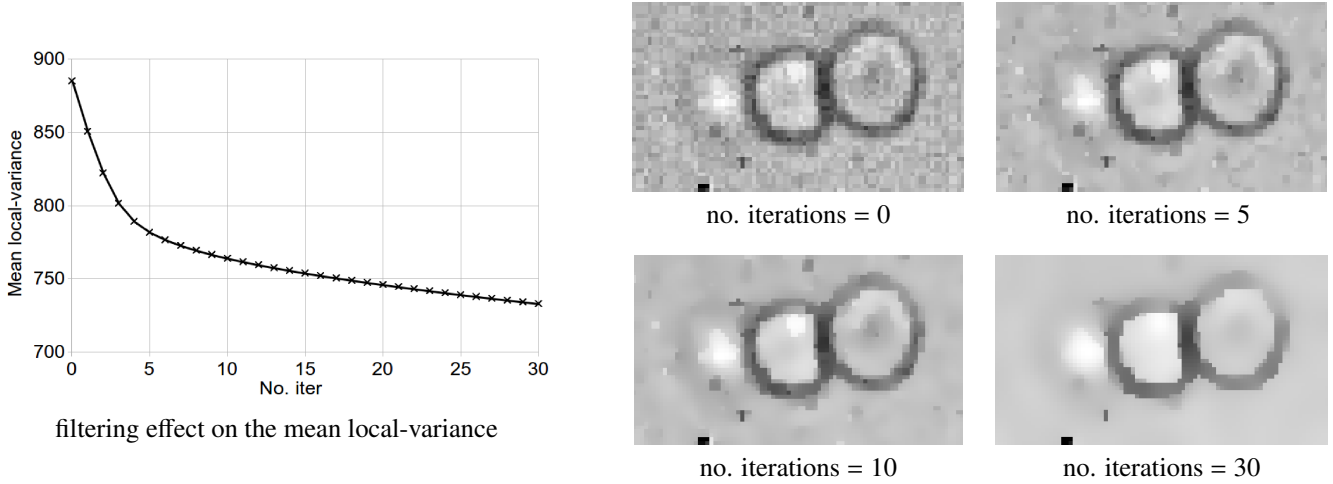 900
850
800
750
700
Mean local-variance
0 5 10 15 20 25 30
No. iter
filtering effect on the mean local-variance
no. iterations = 0
no. iterations = 5
no. iterations = 10
no. iterations = 30